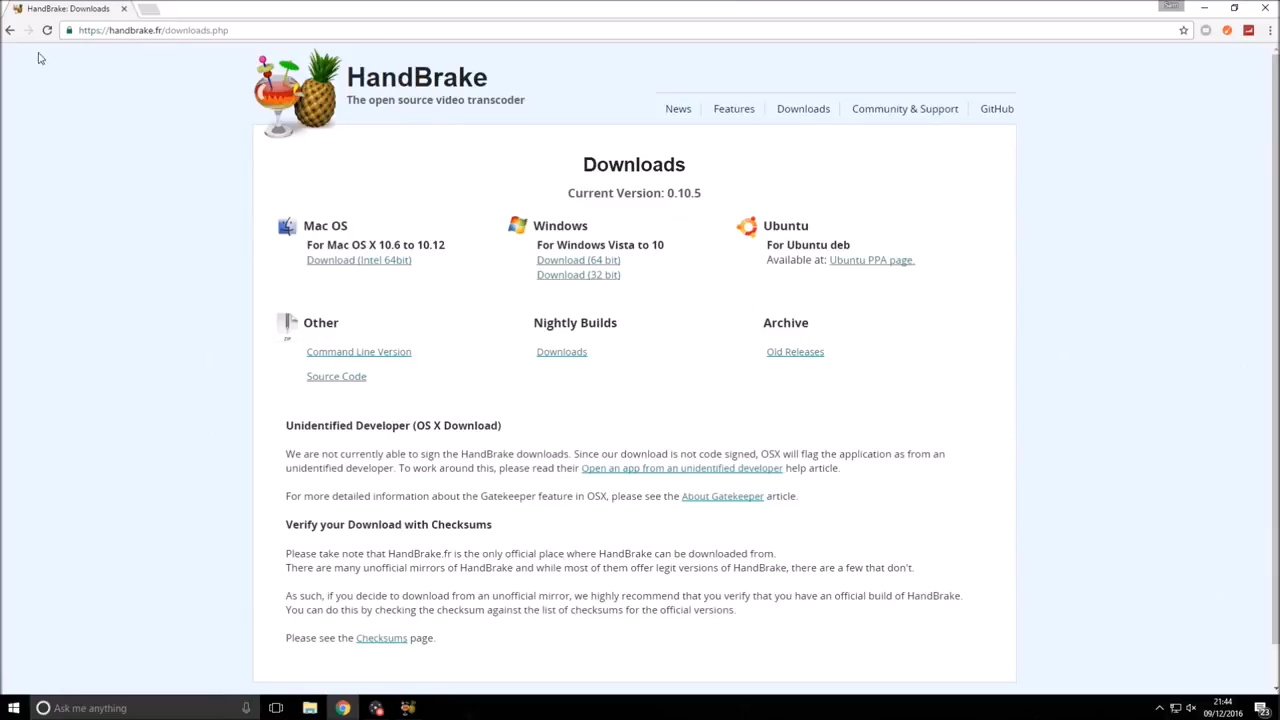 HandBrake: Downloads
Sam
https://handbrake.fr/downloads.php
HandBrake
The open source video transcoder
News
Features
Downloads
Community & Support
GitHub
Downloads
Current Version: 0.10.5
Mac OS
For Mac OS X 10.6 to 10.12
Download (Intel 64bit)
Windows
For Windows Vista to 10
Download (64 bit)
Download (32 bit)
Ubuntu
For Ubuntu deb
Available at: Ubuntu PPA page.
Other
Command Line Version
Source Code
Nightly Builds
Downloads
Archive
Old Releases
Unidentified Developer (OS X Download)
We are not currently able to sign the HandBrake downloads. Since our download is not code signed, OSX will flag the application as from an
unidentified developer. To work around this, please read their Open an app from an unidentified developer help article.
For more detailed information about the Gatekeeper feature in OSX, please see the About Gatekeeper article.
Verify your Download with Checksums
Please take note that HandBrake.fr is the only official place where HandBrake can be downloaded from.
There are many unofficial mirrors of HandBrake and while most of them offer legit versions of HandBrake, there are a few that don't.
As such, if you decide to download from an unofficial mirror, we highly recommend that you verify that you have an official build of HandBrake.
You can do this by checking the checksum against the list of checksums for the official versions.
Please see the Checksums page.
Ask me anything
21:44
09/12/2016
23